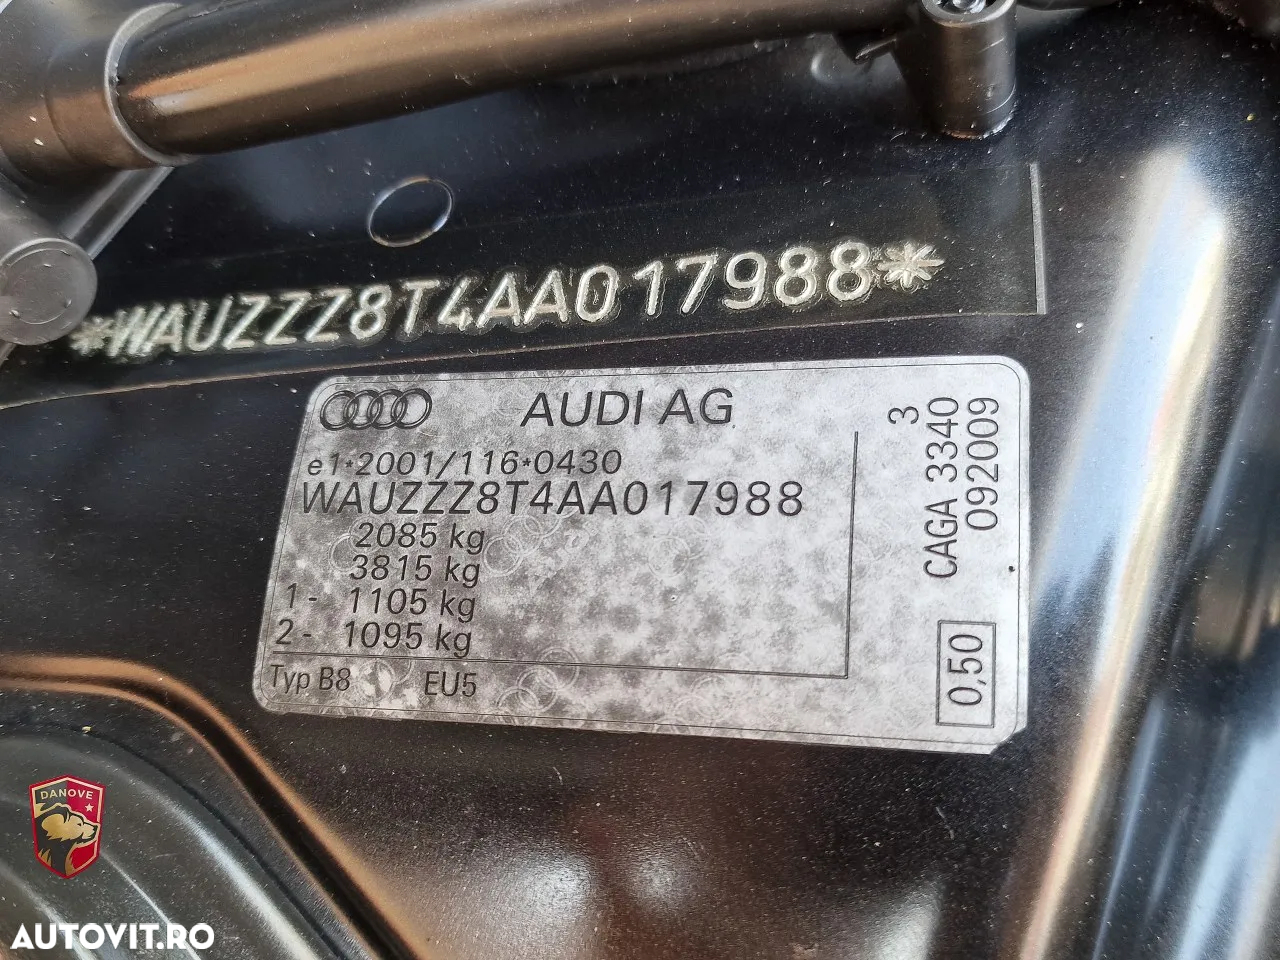 *WAUZZZ8T4AA017988*
AUDI AG
e1*2001/116*0430
WAUZZZ8T4AA017988
2085 kg
3815 kg
1- 1105 kg
2- 1095 kg
Typ B8 EU5
3
CAGA 3340
092009
0,50
DANOVE
AUTOVIT.RO